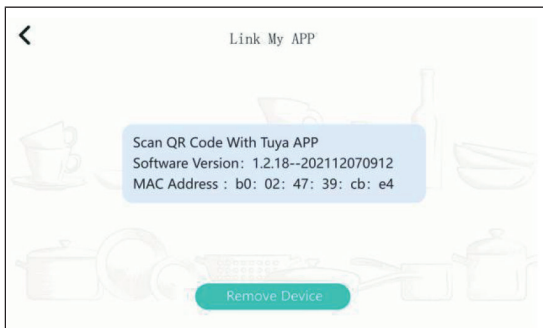 Link My APP
Scan QR Code With Tuya APP
Software Version: 1.2.18--202112070912
MAC Address : b0: 02: 47: 39: cb: e4
Remove Device